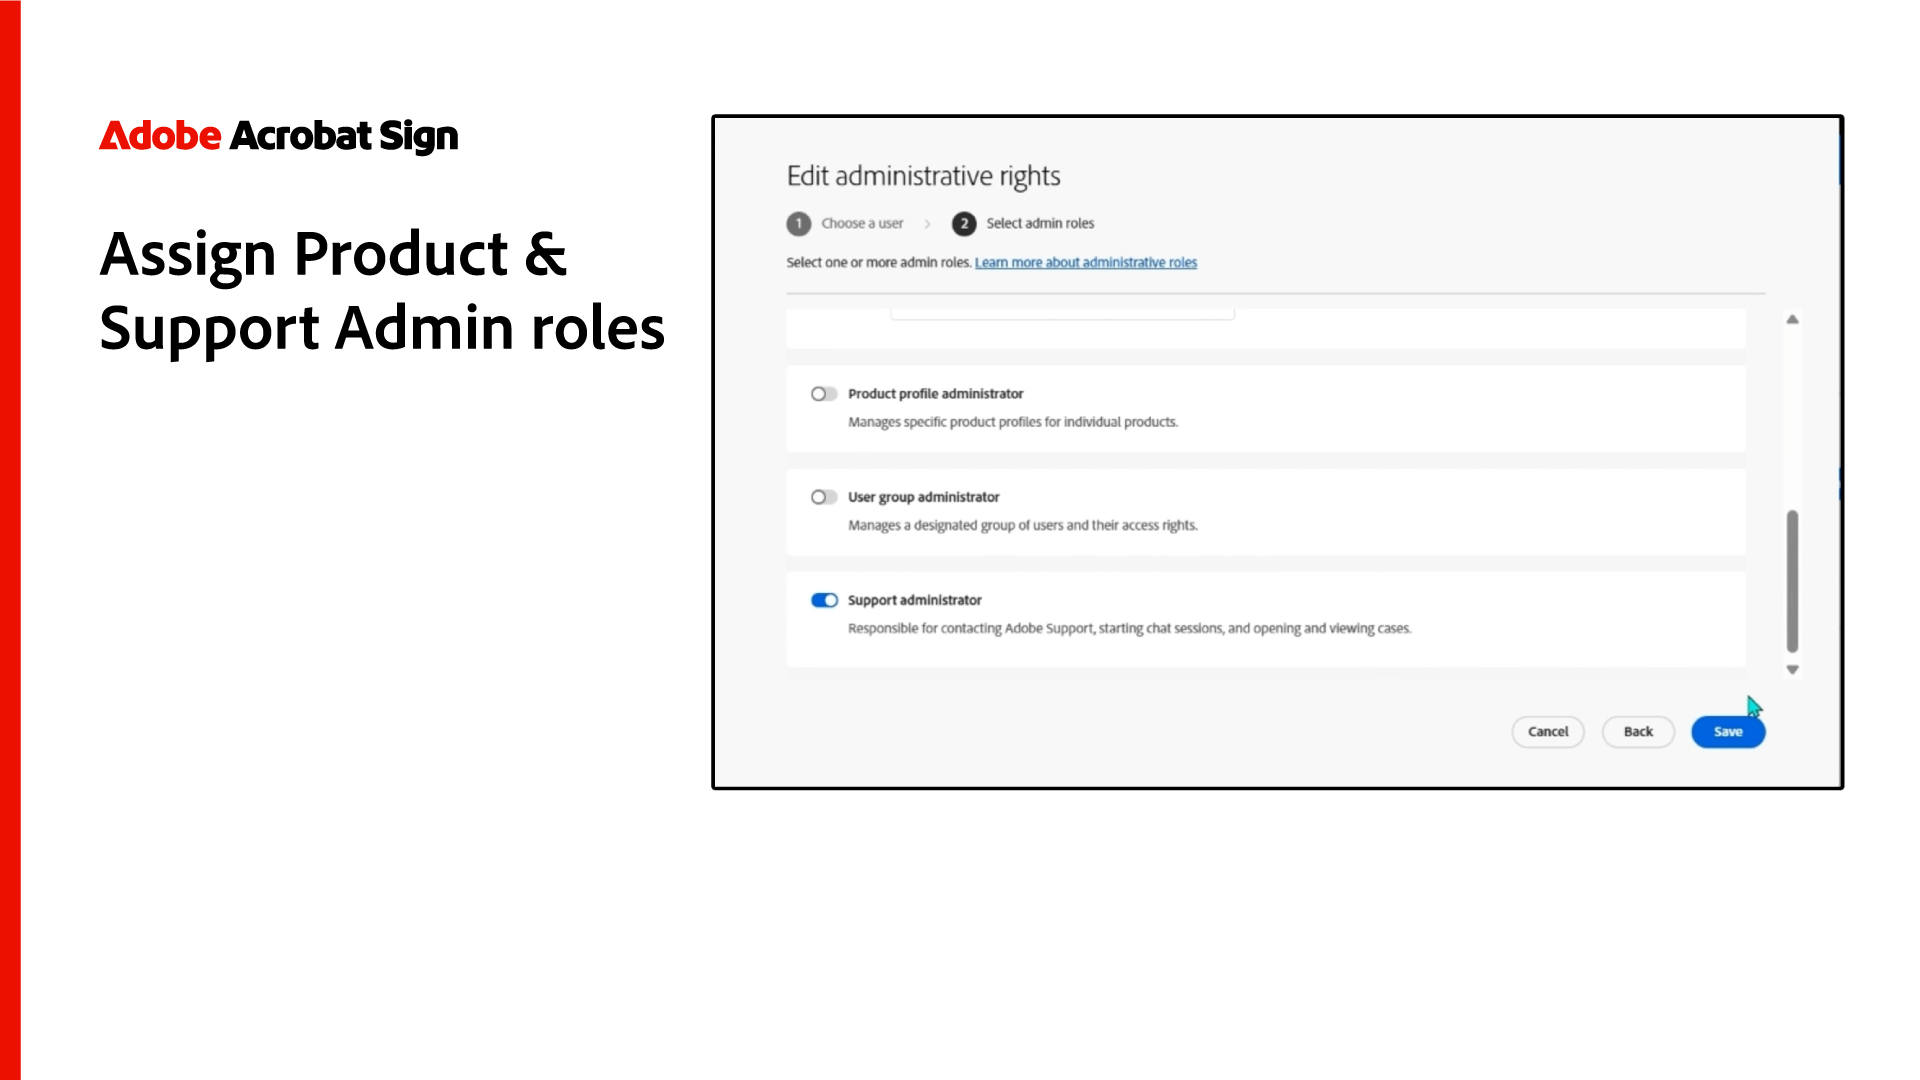 Adobe Acrobat Sign
Assign Product &
Support Admin roles
Edit administrative rights
1 Choose a user > 2 Select admin roles
Select one or more admin roles. Learn more about administrative roles
Product profile administrator
Manages specific product profiles for individual products.
User group administrator
Manages a designated group of users and their access rights.
Support administrator
Responsible for contacting Adobe Support, starting chat sessions, and opening and viewing cases.
Cancel Back Save